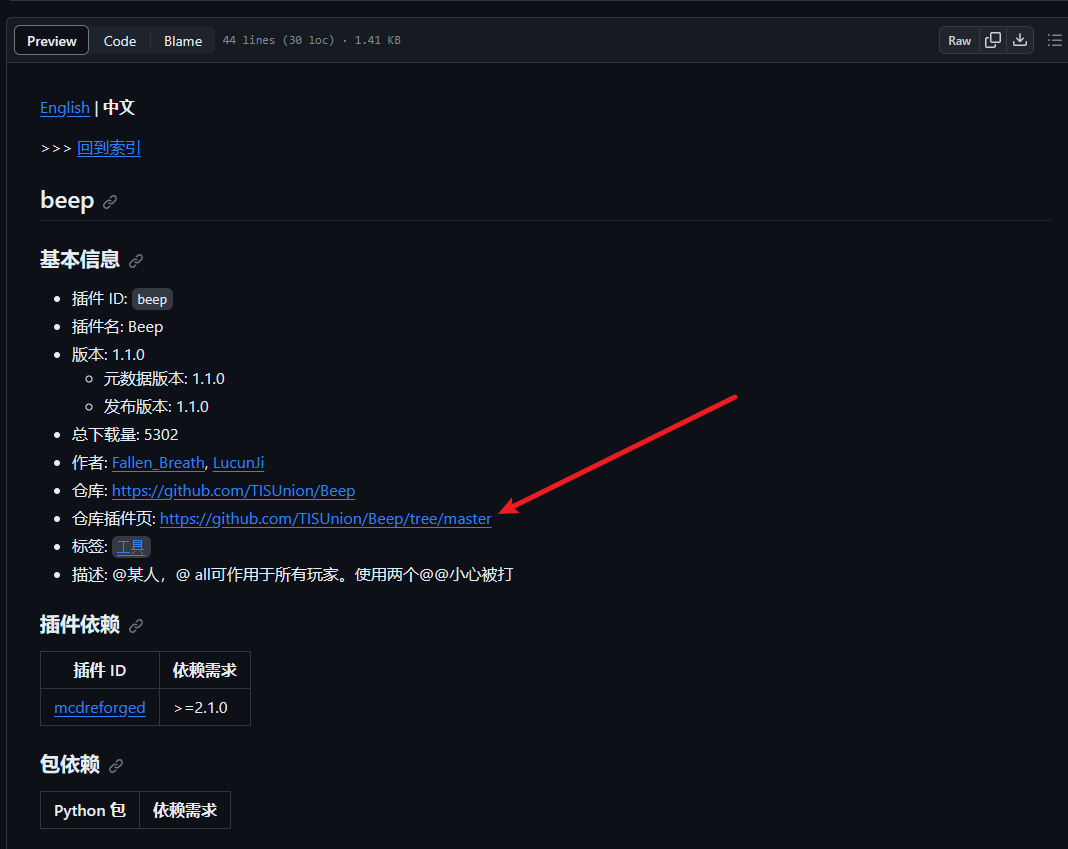 Preview Code Blame 44 lines (30 loc) · 1.41 KB Raw
English | 中文
>>> 回到索引
beep
基本信息
插件 ID: beep
插件名: Beep
版本: 1.1.0
元数据版本: 1.1.0
发布版本: 1.1.0
总下载量: 5302
作者: Fallen_Breath, LucunJi
仓库: https://github.com/TISUnion/Beep
仓库插件页: https://github.com/TISUnion/Beep/tree/master
标签: 工具
描述: @某人，@ all可作用于所有玩家。使用两个@@小心被打
插件依赖
插件 ID 依赖需求
mcdreforged >=2.1.0
包依赖
Python 包 依赖需求